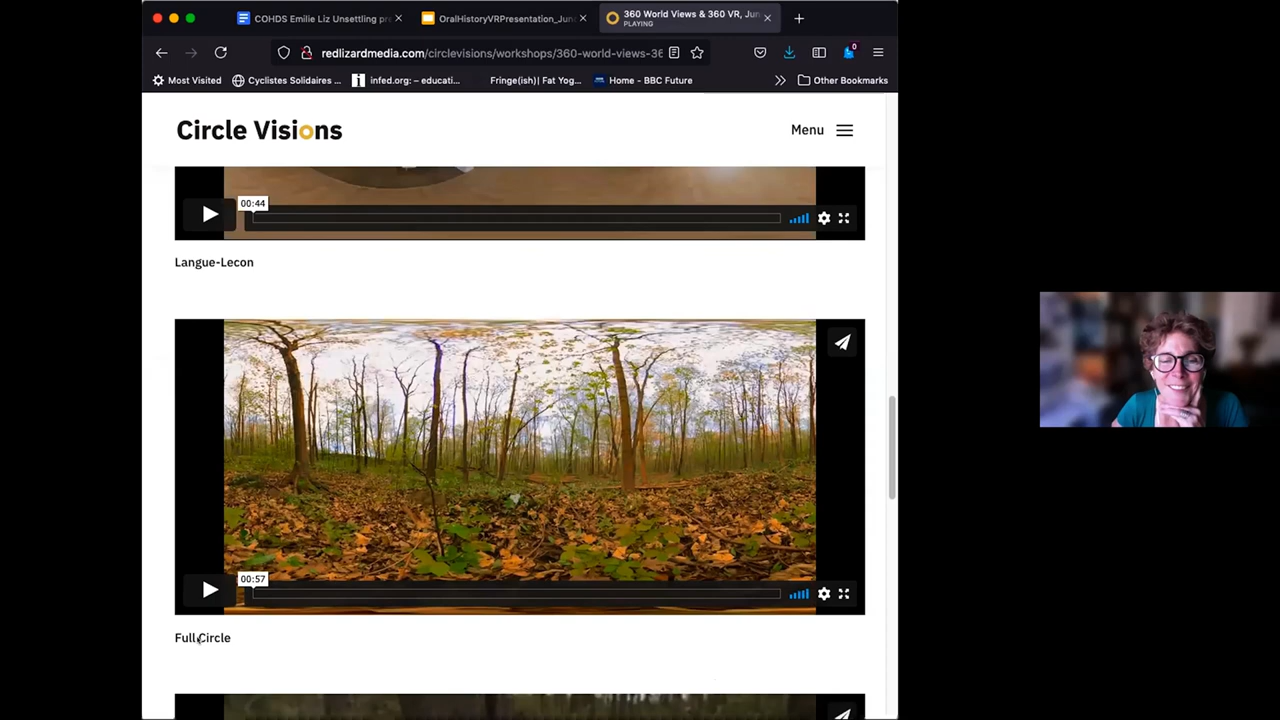 COHDS Emilie Liz Unsettling pre
OralHistoryVRPresentation_Jun
360 World Views & 360 VR, Jun
PLAYING
redlizardmedia.com/circlevisions/workshops/360-world-views-36
0
Most Visited
Cyclistes Solidaires ...
infed.org: – educati...
Fringe(ish)| Fat Yog...
Home - BBC Future
Other Bookmarks
Circle Visions
Menu
00:44
Langue-Lecon
00:57
Full Circle